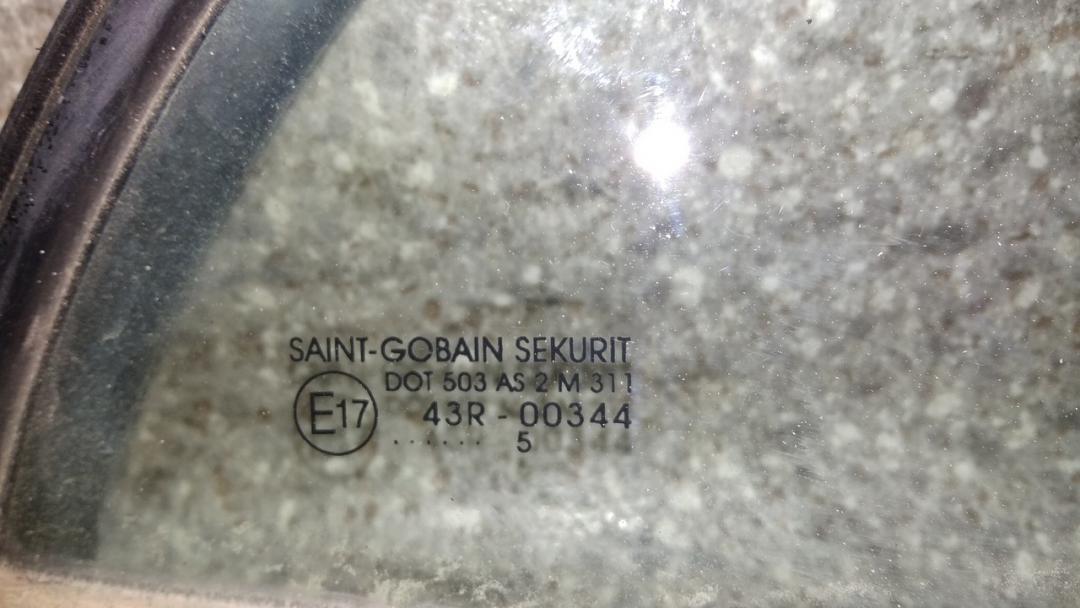 SAINT-GOBAIN SEKURIT
DOT 503 AS 2 M 311
E17 43R - 00344
...... 5